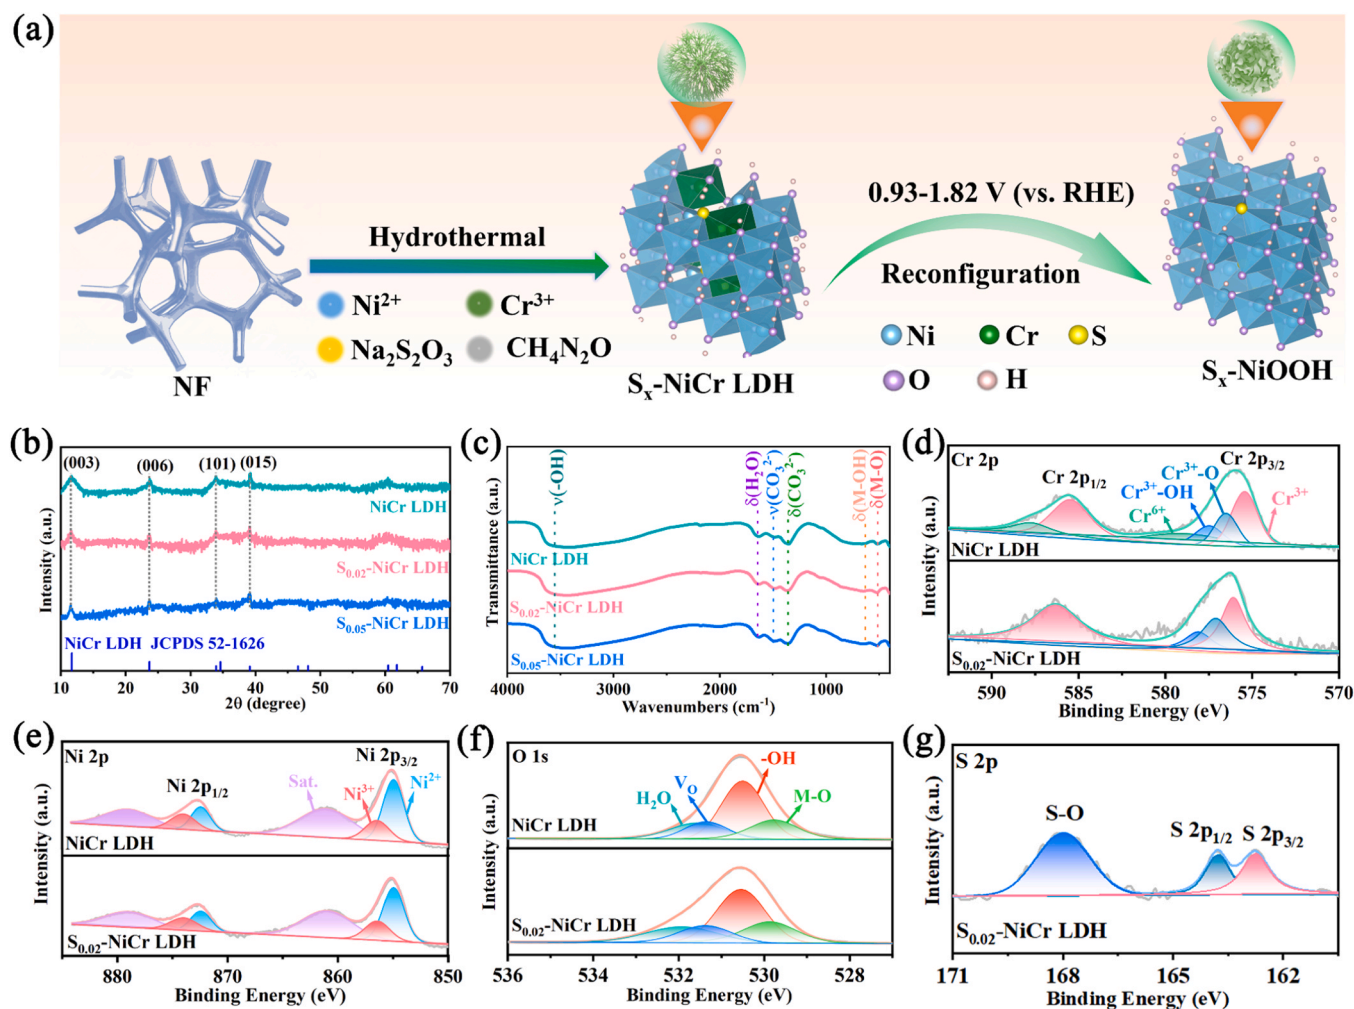 (a)
Hydrothermal
Ni²⁺ Cr³⁺
Na₂S₂O₃ CH₄N₂O
NF
Sₓ-NiCr LDH
0.93-1.82 V (vs. RHE)
Reconfiguration
Ni Cr S
O H
Sₓ-NiOOH
(b)
(003) (006) (101) (015)
NiCr LDH
S₀.₀₂-NiCr LDH
S₀.₀₅-NiCr LDH
NiCr LDH JCPDS 52-1626
Intensity (a.u.)
10 20 30 40 50 60 70
2θ (degree)
(c)
ν(-OH)
δ(H₂O)
ν(CO₃²⁻)
δ(CO₃²⁻)
δ(M-OH)
δ(M-O)
NiCr LDH
S₀.₀₂-NiCr LDH
S₀.₀₅-NiCr LDH
Transmittance (a.u.)
4000 3000 2000 1000
Wavenumbers (cm⁻¹)
(d)
Cr 2p
Cr 2p₁/₂
Cr 2p₃/₂
Cr³⁺-O
Cr³⁺-OH
Cr⁶⁺
Cr³⁺
NiCr LDH
S₀.₀₂-NiCr LDH
Intensity (a.u.)
590 585 580 575 570
Binding Energy (eV)
(e)
Ni 2p
Ni 2p₁/₂
Ni 2p₃/₂
Sat.
Ni³⁺
Ni²⁺
NiCr LDH
S₀.₀₂-NiCr LDH
Intensity (a.u.)
880 870 860 850
Binding Energy (eV)
(f)
O 1s
-OH
V_O
H₂O
M-O
NiCr LDH
S₀.₀₂-NiCr LDH
Intensity (a.u.)
536 534 532 530 528
Binding Energy (eV)
(g)
S 2p
S-O
S 2p₁/₂
S 2p₃/₂
S₀.₀₂-NiCr LDH
Intensity (a.u.)
171 168 165 162
Binding Energy (eV)